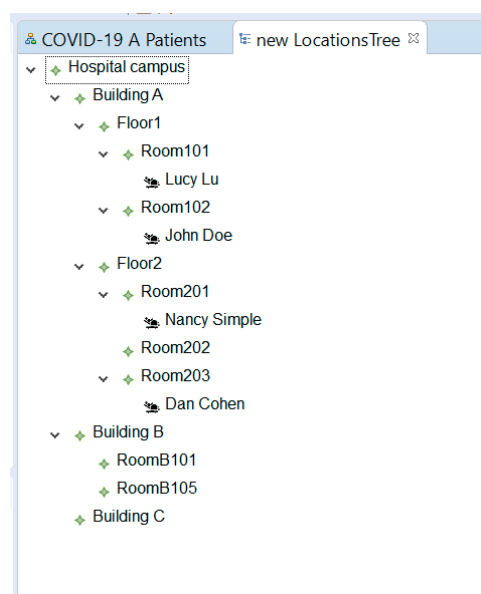 COVID-19 A Patients new LocationsTree
Hospital campus
Building A
Floor1
Room101
Lucy Lu
Room102
John Doe
Floor2
Room201
Nancy Simple
Room202
Room203
Dan Cohen
Building B
RoomB101
RoomB105
Building C